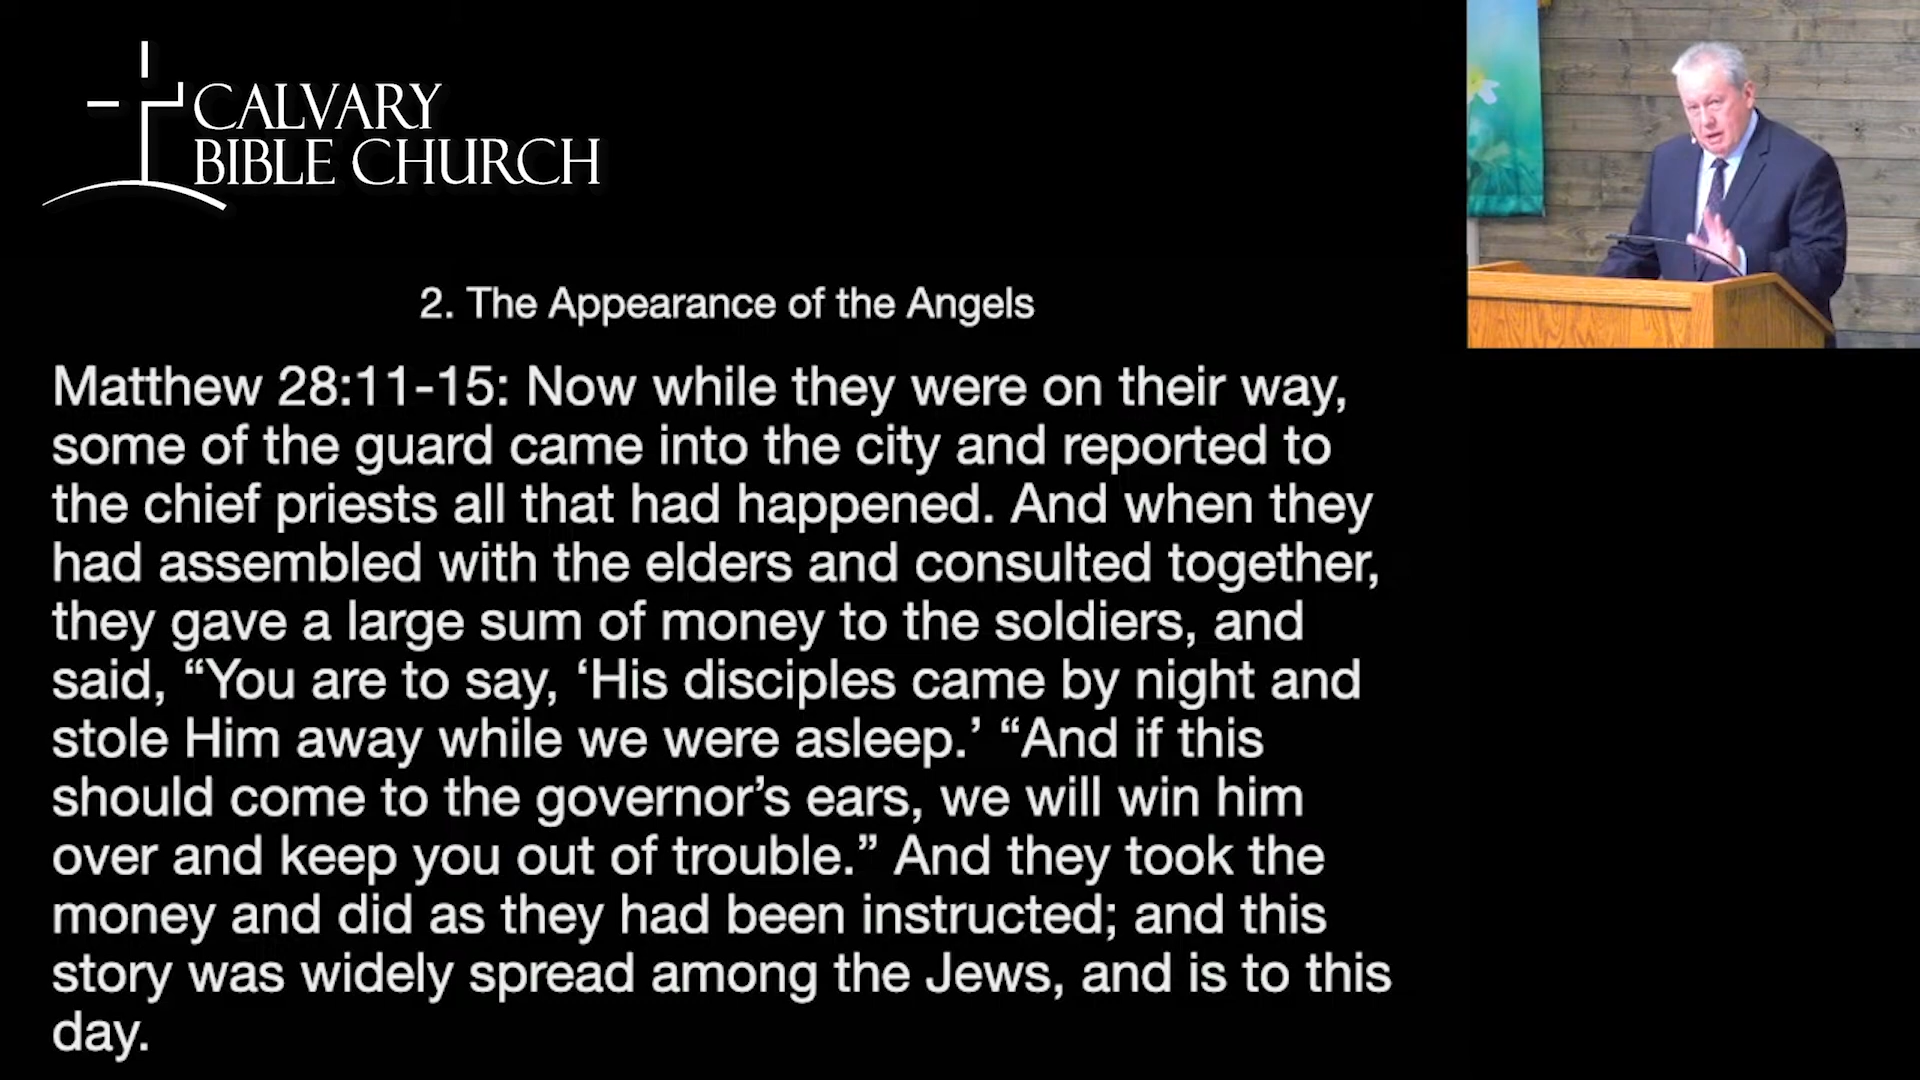 CALVARY
BIBLE CHURCH
2. The Appearance of the Angels
Matthew 28:11-15: Now while they were on their way,
some of the guard came into the city and reported to
the chief priests all that had happened. And when they
had assembled with the elders and consulted together,
they gave a large sum of money to the soldiers, and
said, “You are to say, ‘His disciples came by night and
stole Him away while we were asleep.’ “And if this
should come to the governor’s ears, we will win him
over and keep you out of trouble.” And they took the
money and did as they had been instructed; and this
story was widely spread among the Jews, and is to this
day.